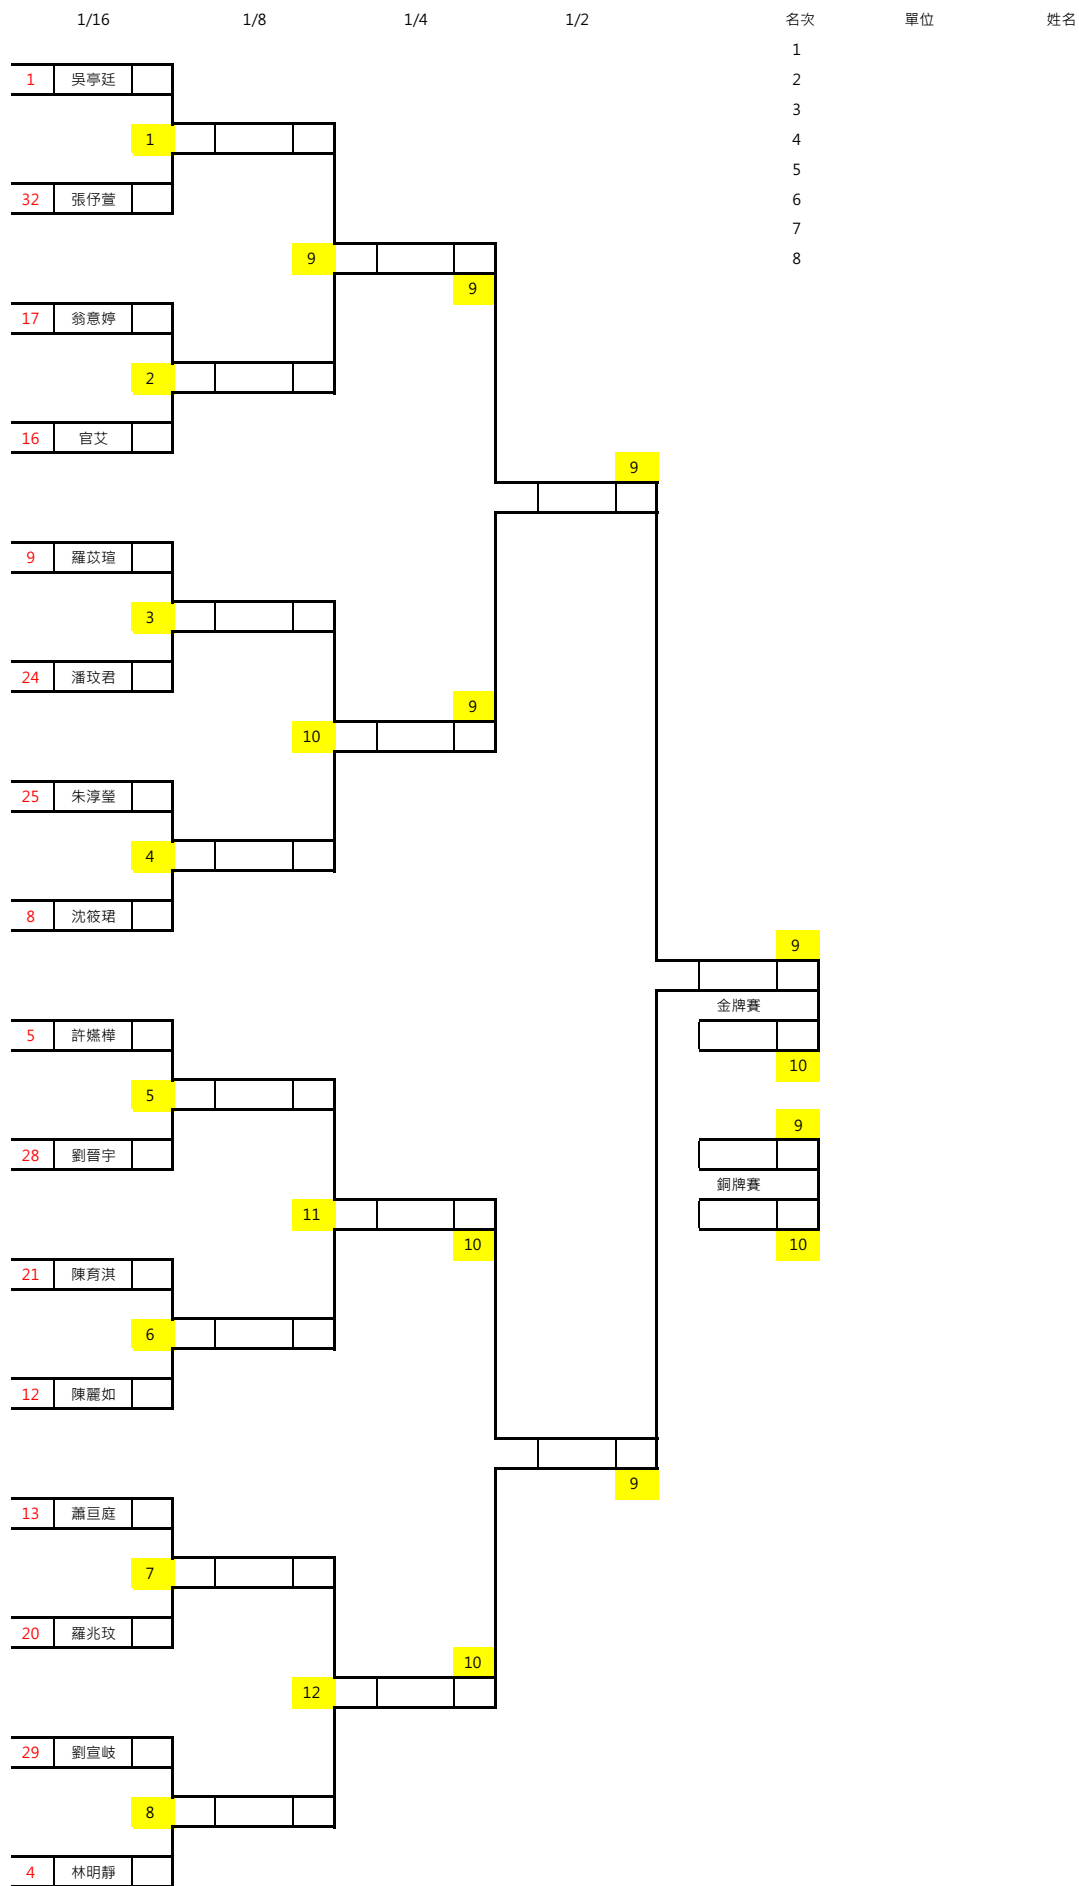 1/16 1/8 1/4 1/2 名次 單位 姓名
1
1 吳亭廷 2
3
1 4
5
32 張伃萱 6
7
9 8
9
17 翁意婷
2
16 官艾
9
9 羅苡瑄
3
24 潘玟君
9
10
25 朱淳瑩
4
8 沈筱珺
9
金牌賽
5 許嬿樺
10
5
9
28 劉晉宇
銅牌賽
11
10 10
21 陳育淇
6
12 陳麗如
9
13 蕭亘庭
7
20 羅兆玟
10
12
29 劉宣岐
8
4 林明靜